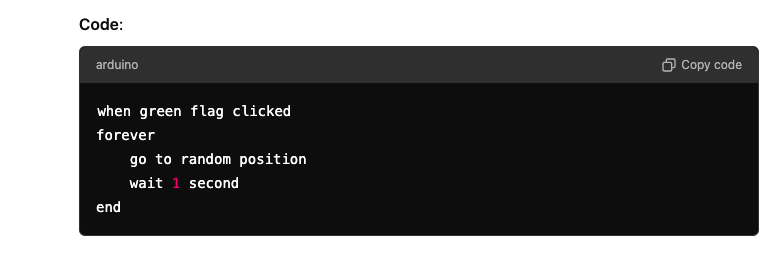 Code:
arduino
Copy code
when green flag clicked
forever
    go to random position
    wait 1 second
end